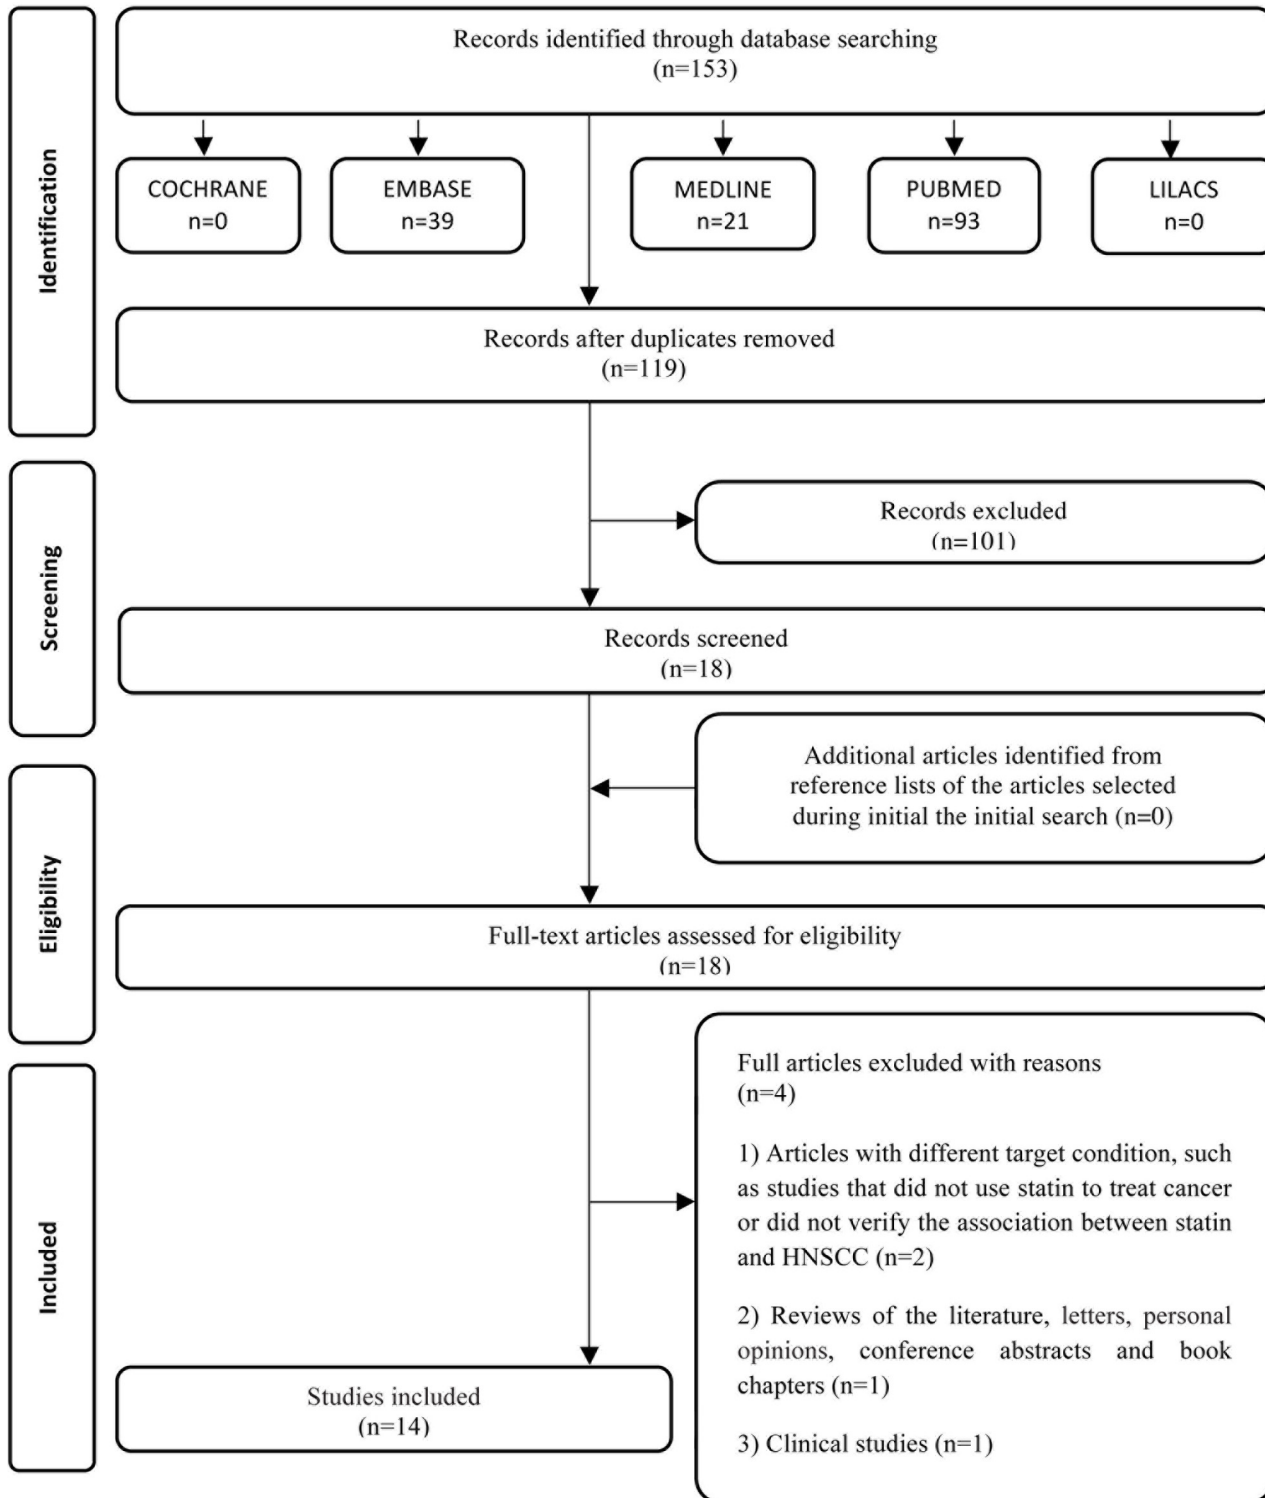 Identification
Records identified through database searching
(n=153)
COCHRANE
n=0
EMBASE
n=39
MEDLINE
n=21
PUBMED
n=93
LILACS
n=0
Records after duplicates removed
(n=119)
Screening
Records excluded
(n=101)
Records screened
(n=18)
Eligibility
Additional articles identified from
reference lists of the articles selected
during initial the initial search (n=0)
Full-text articles assessed for eligibility
(n=18)
Included
Full articles excluded with reasons
(n=4)
1) Articles with different target condition, such
as studies that did not use statin to treat cancer
or did not verify the association between statin
and HNSCC (n=2)
2) Reviews of the literature, letters, personal
opinions, conference abstracts and book
chapters (n=1)
3) Clinical studies (n=1)
Studies included
(n=14)